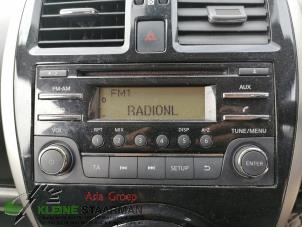 FM-AM
FM1
RADIONL
AUX
VOL
RPT MIX DISP A-Z
TUNE/MENU
1 2 3 4 5 6
TA SETUP ENTER
Asia Groep
KLEINE STAARMAN